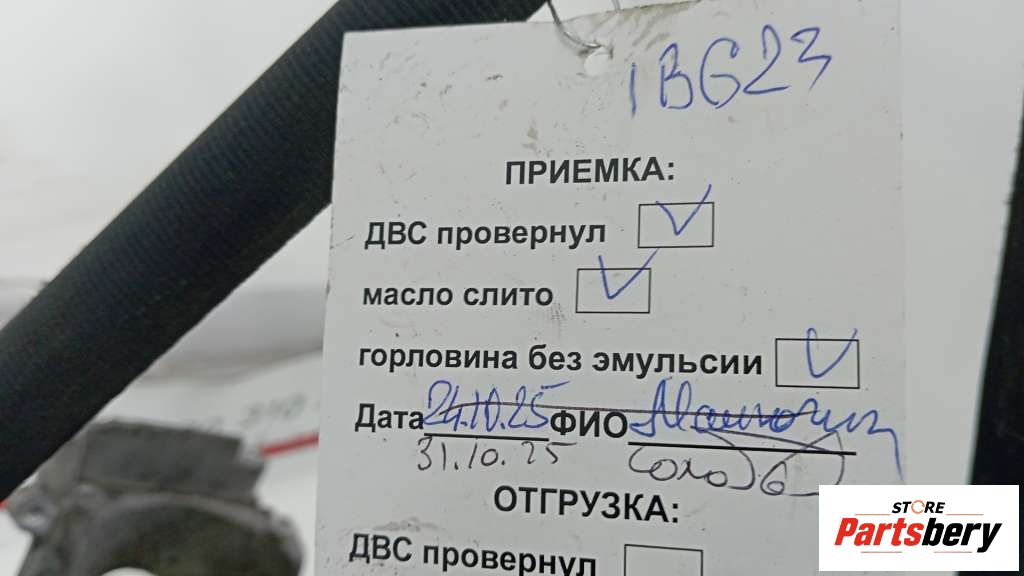 1BG23
ПРИЕМКА:
ДВС провернул
масло слито
горловина без эмульсии
Дата 24.10.25 ФИО
31.10.25
ОТГРУЗКА:
ДВС провернул
STORE
Partsbery